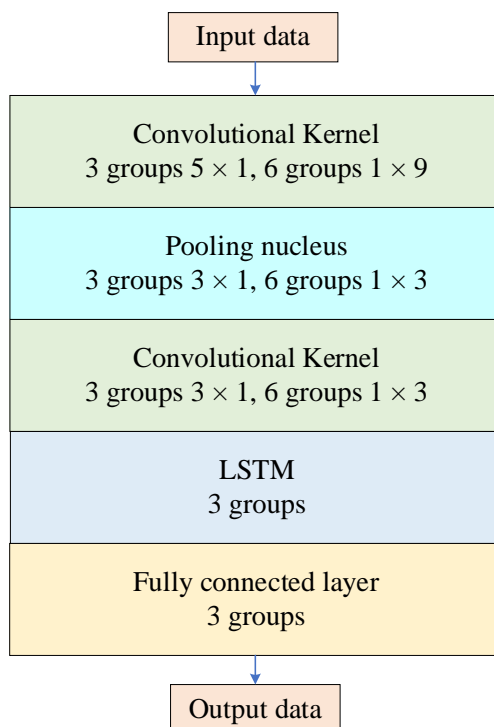 Input data
Convolutional Kernel
3 groups 5 × 1, 6 groups 1 × 9
Pooling nucleus
3 groups 3 × 1, 6 groups 1 × 3
Convolutional Kernel
3 groups 3 × 1, 6 groups 1 × 3
LSTM
3 groups
Fully connected layer
3 groups
Output data